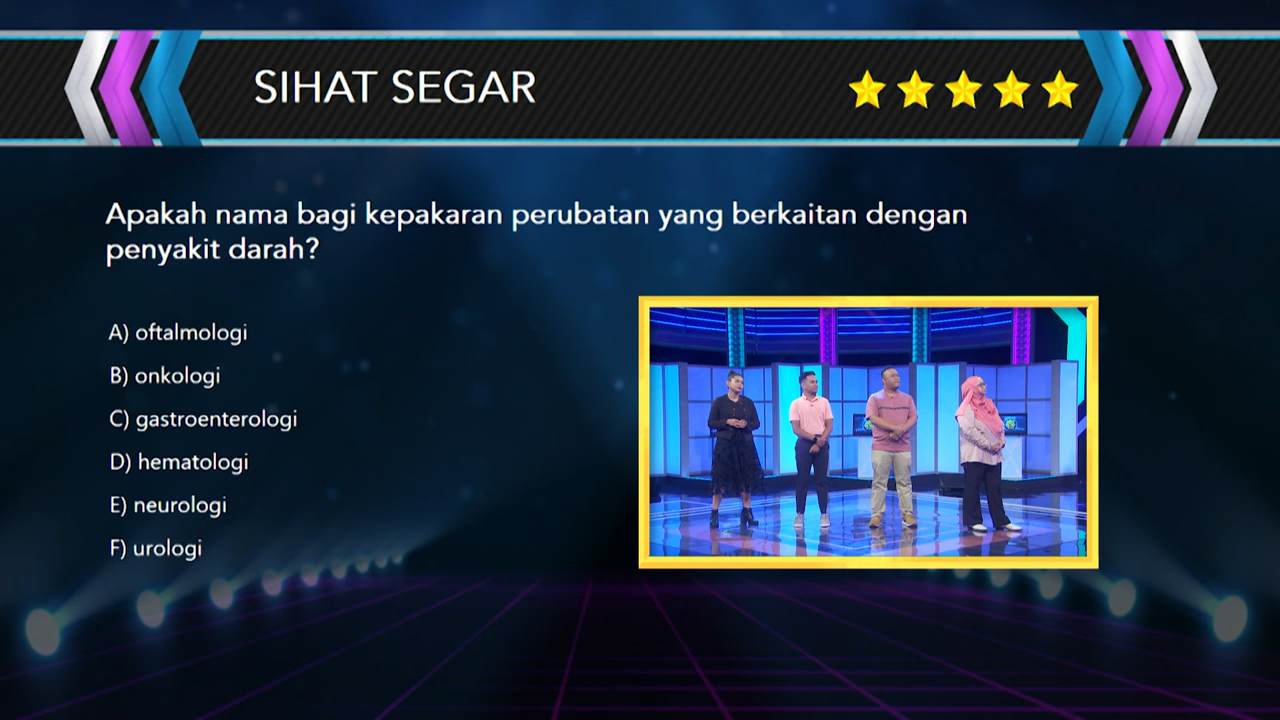 SIHAT SEGAR
Apakah nama bagi kepakaran perubatan yang berkaitan dengan
penyakit darah?
A) oftalmologi
B) onkologi
C) gastroenterologi
D) hematologi
E) neurologi
F) urologi